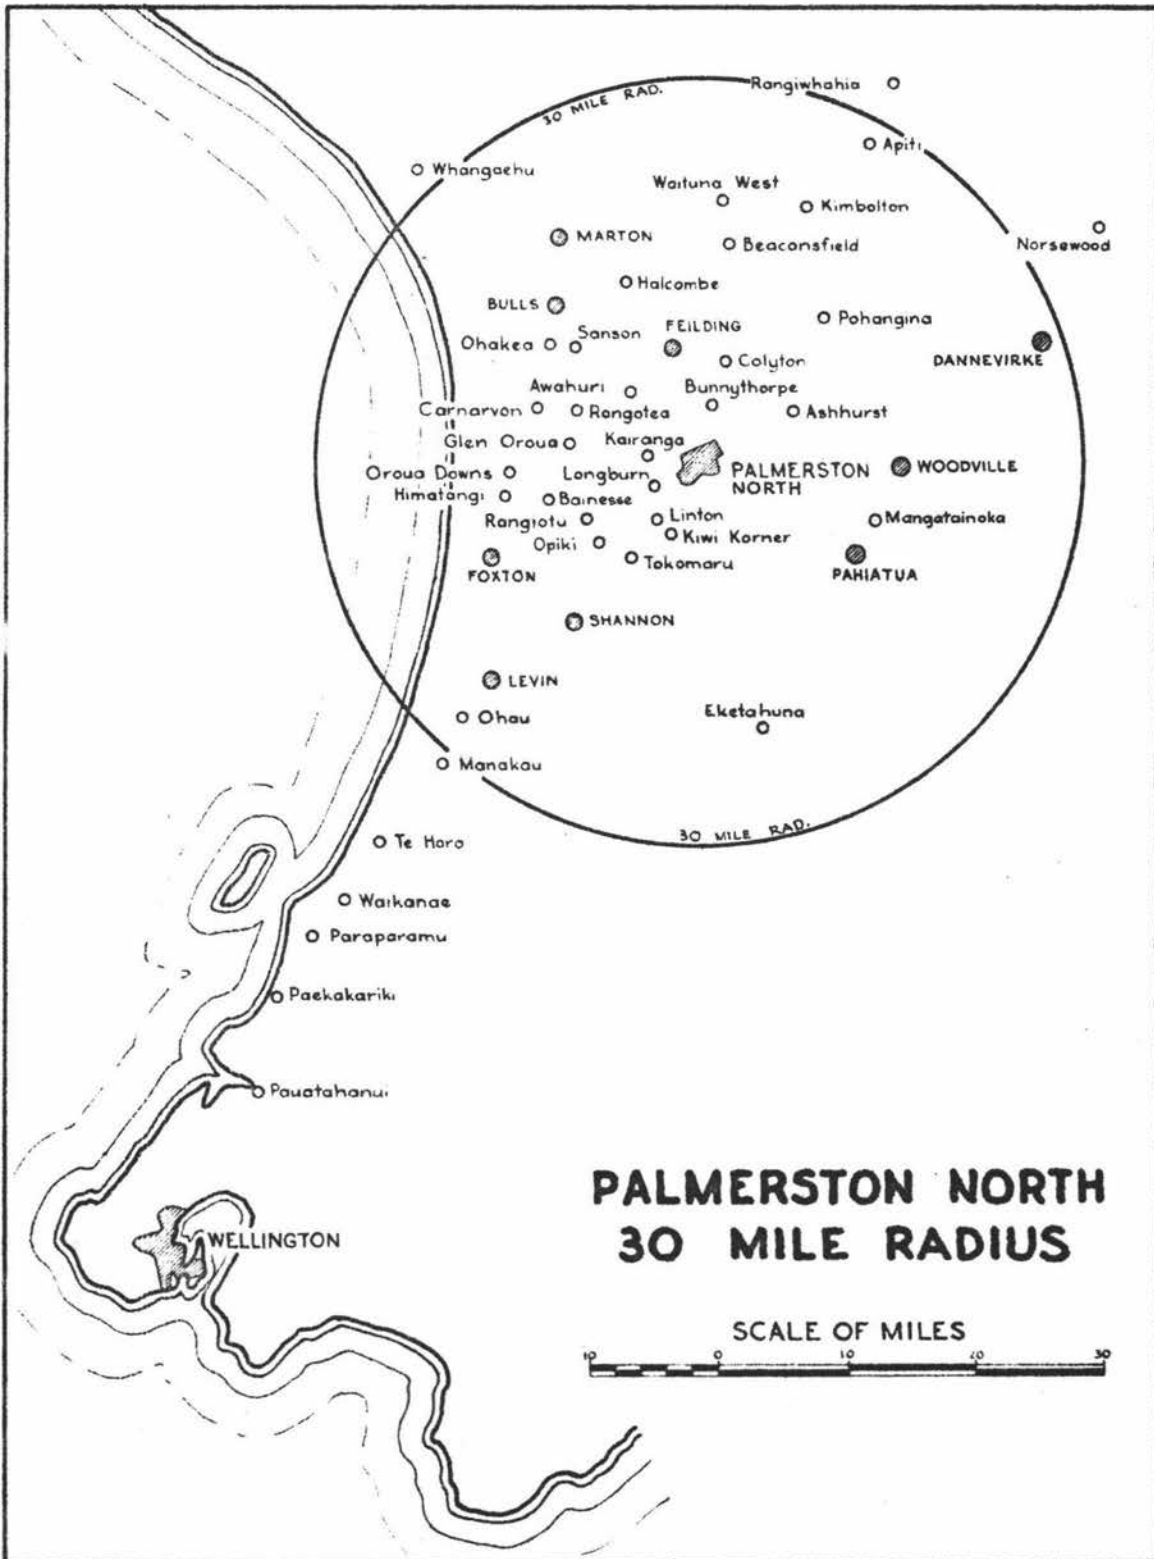 30 MILE RAD.
Rangiwhahia
Apiti
Whangaehu
Waituna West
Kimbolton
MARTON
Beaconsfield
Norsewood
Halcombe
BULLS
Pohangina
FEILDING
Sanson
Ohakea
DANNEVIRKE
Colyton
Awahuri
Bunnythorpe
Carnarvon
Rongotea
Ashhurst
Glen Oroua
Kairanga
Oroua Downs
Longburn
PALMERSTON
NORTH
WOODVILLE
Himatangi
Bainesse
Rangiotu
Linton
Mangatainoka
Kiwi Korner
Opiki
Tokomaru
FOXTON
PAHIATUA
SHANNON
LEVIN
Ohau
Eketahuna
Manakau
30 MILE RAD.
Te Horo
Waikanae
Paraparamu
Paekakariki
Pauatahanui
WELLINGTON
PALMERSTON NORTH
30 MILE RADIUS
SCALE OF MILES
10 0 10 20 30